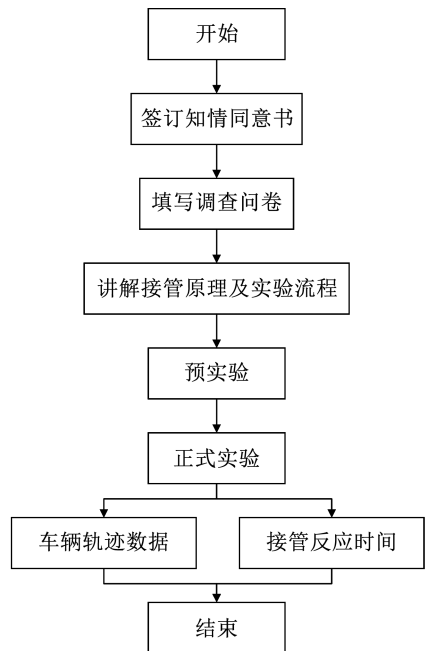 开始
签订知情同意书
填写调查问卷
讲解接管原理及实验流程
预实验
正式实验
车辆轨迹数据
接管反应时间
结束